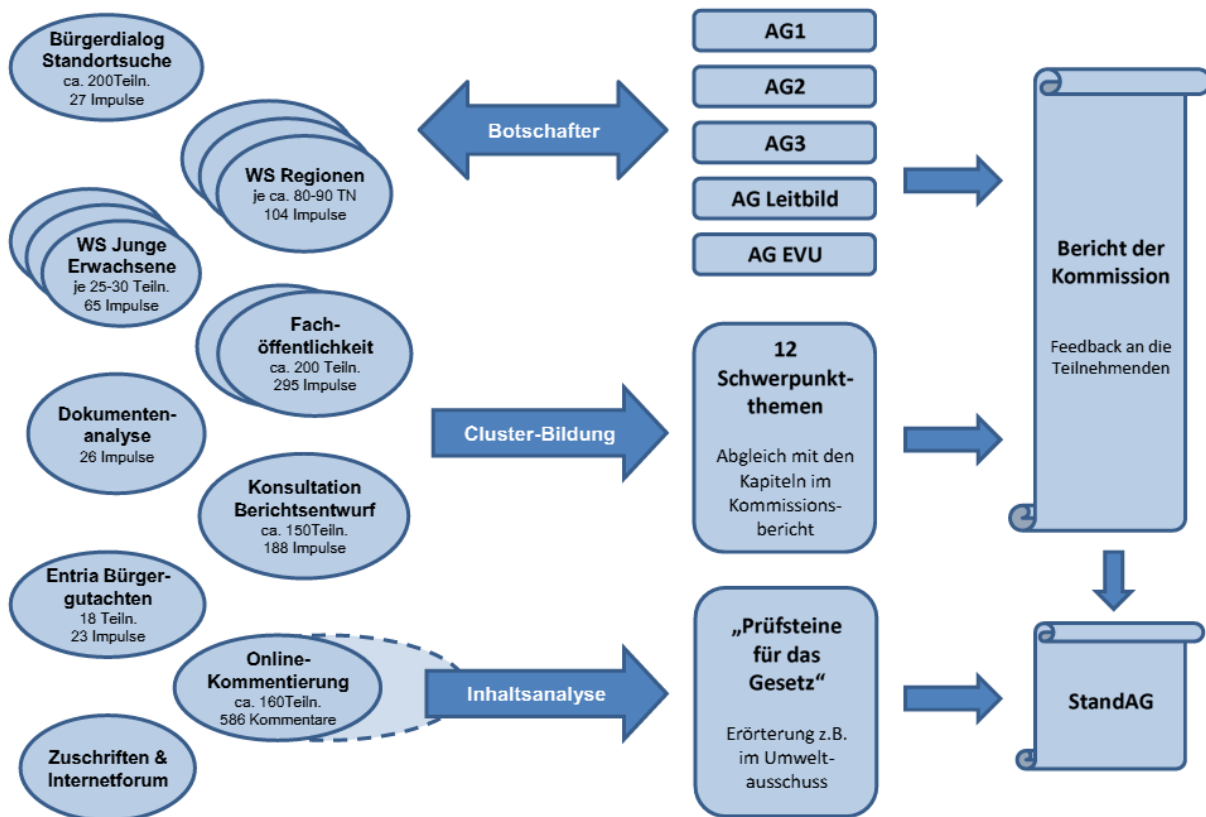 Bürgerdialog
Standortsuche
ca. 200Teiln.
27 Impulse
WS Regionen
je ca. 80-90 TN
104 Impulse
WS Junge
Erwachsene
je 25-30 Teiln.
65 Impulse
Fach-
öffentlichkeit
ca. 200 Teiln.
295 Impulse
Dokumenten-
analyse
26 Impulse
Konsultation
Berichtsentwurf
ca. 150Teiln.
188 Impulse
Entria Bürger-
gutachten
18 Teiln.
23 Impulse
Online-
Kommentierung
ca. 160Teiln.
586 Kommentare
Zuschriften &
Internetforum
Botschafter
Cluster-Bildung
Inhaltsanalyse
AG1
AG2
AG3
AG Leitbild
AG EVU
12
Schwerpunkt-
themen
Abgleich mit den
Kapiteln im
Kommissions-
bericht
„Prüfsteine
für das
Gesetz“
Erörterung z.B.
im Umwelt-
ausschuss
Bericht der
Kommission
Feedback an die
Teilnehmenden
StandAG